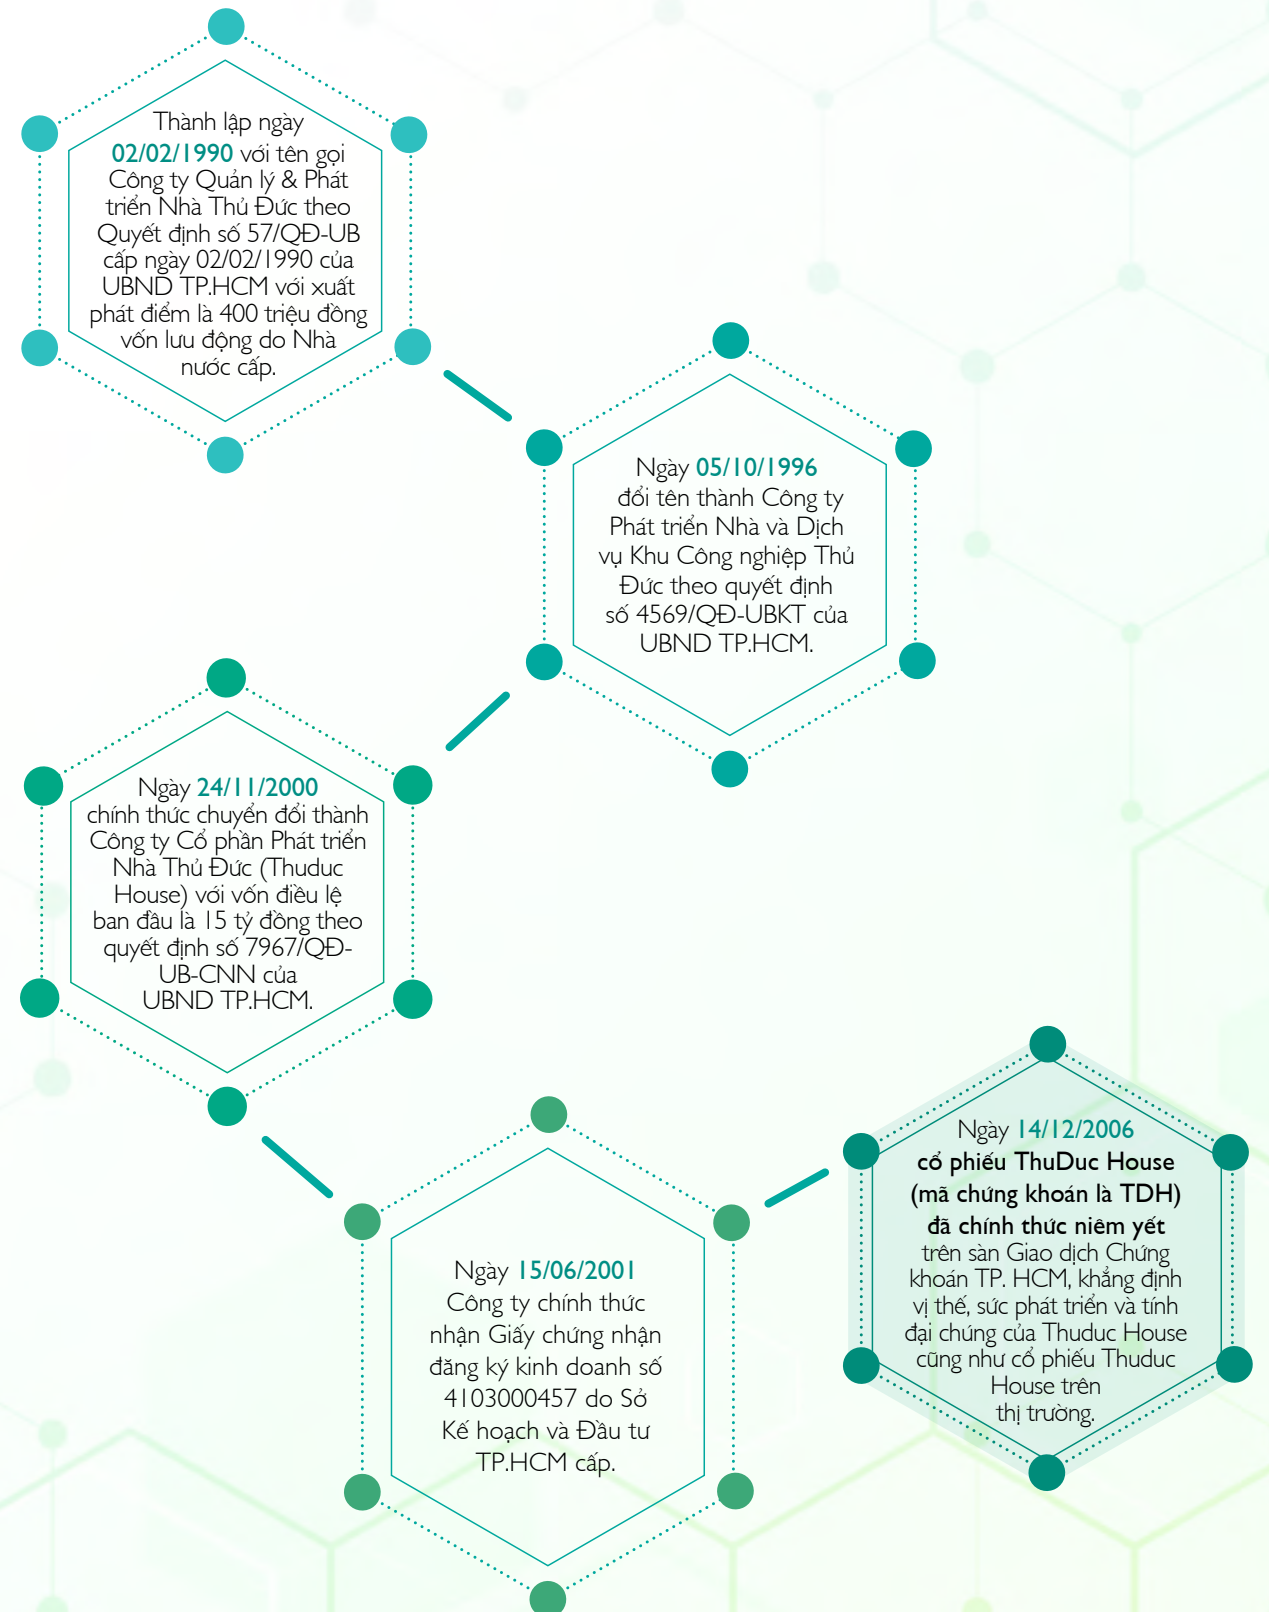 Thành lập ngày
02/02/1990 với tên gọi
Công ty Quản lý & Phát
triển Nhà Thủ Đức theo
Quyết định số 57/QĐ-UB
cấp ngày 02/02/1990 của
UBND TP.HCM với xuất
phát điểm là 400 triệu đồng
vốn lưu động do Nhà
nước cấp.
Ngày 05/10/1996
đổi tên thành Công ty
Phát triển Nhà và Dịch
vụ Khu Công nghiệp Thủ
Đức theo quyết định
số 4569/QĐ-UBKT của
UBND TP.HCM.
Ngày 24/11/2000
chính thức chuyển đổi thành
Công ty Cổ phần Phát triển
Nhà Thủ Đức (Thuduc
House) với vốn điều lệ
ban đầu là 15 tỷ đồng theo
quyết định số 7967/QĐ-
UB-CNN của
UBND TP.HCM.
Ngày 15/06/2001
Công ty chính thức
nhận Giấy chứng nhận
đăng ký kinh doanh số
4103000457 do Sở
Kế hoạch và Đầu tư
TP.HCM cấp.
Ngày 14/12/2006
cổ phiếu ThuDuc House
(mã chứng khoán là TDH)
đã chính thức niêm yết
trên sàn Giao dịch Chứng
khoán TP. HCM, khẳng định
vị thế, sức phát triển và tính
đại chúng của Thuduc House
cũng như cổ phiếu Thuduc
House trên
thị trường.